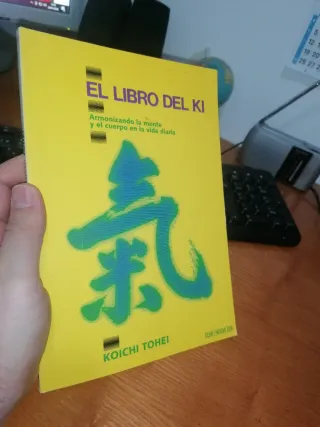 EL LIBRO DEL KI
Armonizando la mente
y el cuerpo en la vida diaria
氣
KOICHI TOHEI